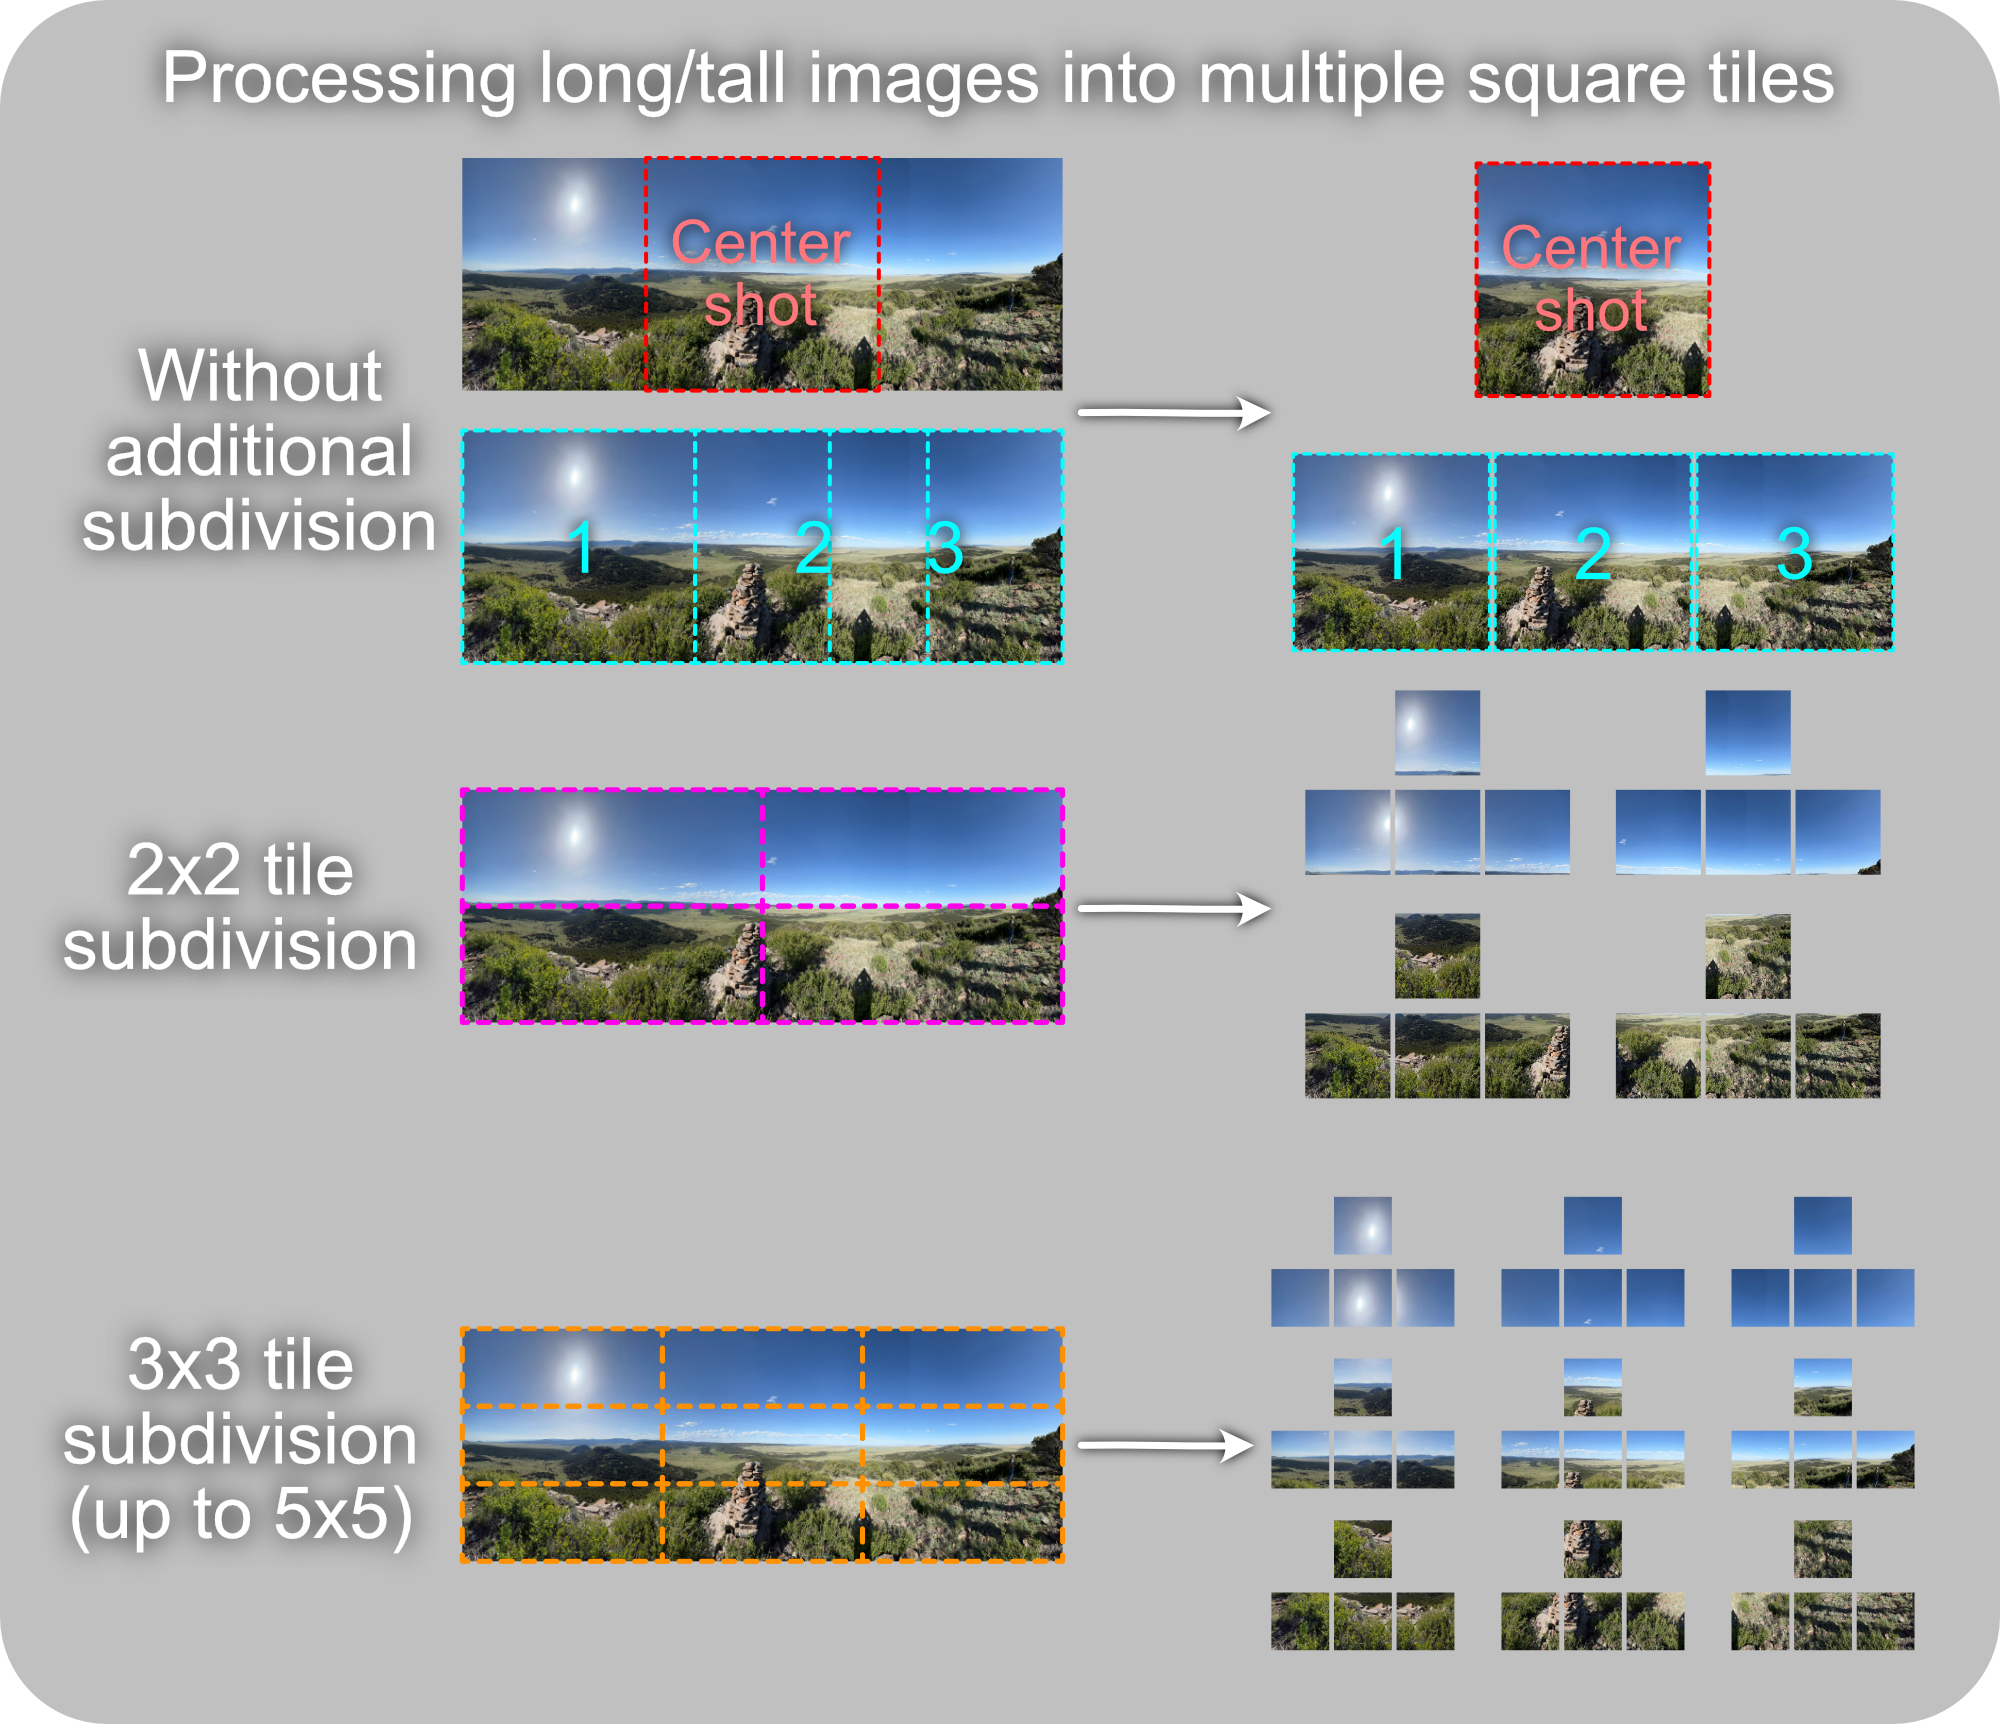 Processing long/tall images into multiple square tiles
Without
additional
subdivision
Center
shot
Center
shot
1 2 3
1 2 3
2x2 tile
subdivision
3x3 tile
subdivision
(up to 5x5)